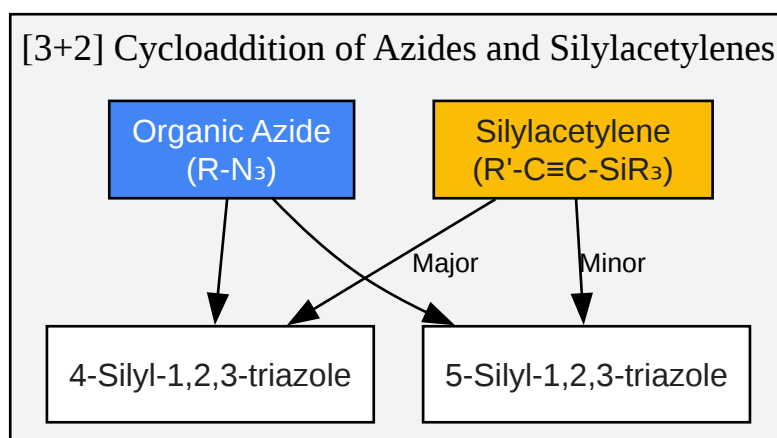 [3+2] Cycloaddition of Azides and Silylacetylenes
Organic Azide
(R-N₃)
Silylacetylene
(R'-C≡C-SiR₃)
Major
Minor
4-Silyl-1,2,3-triazole
5-Silyl-1,2,3-triazole